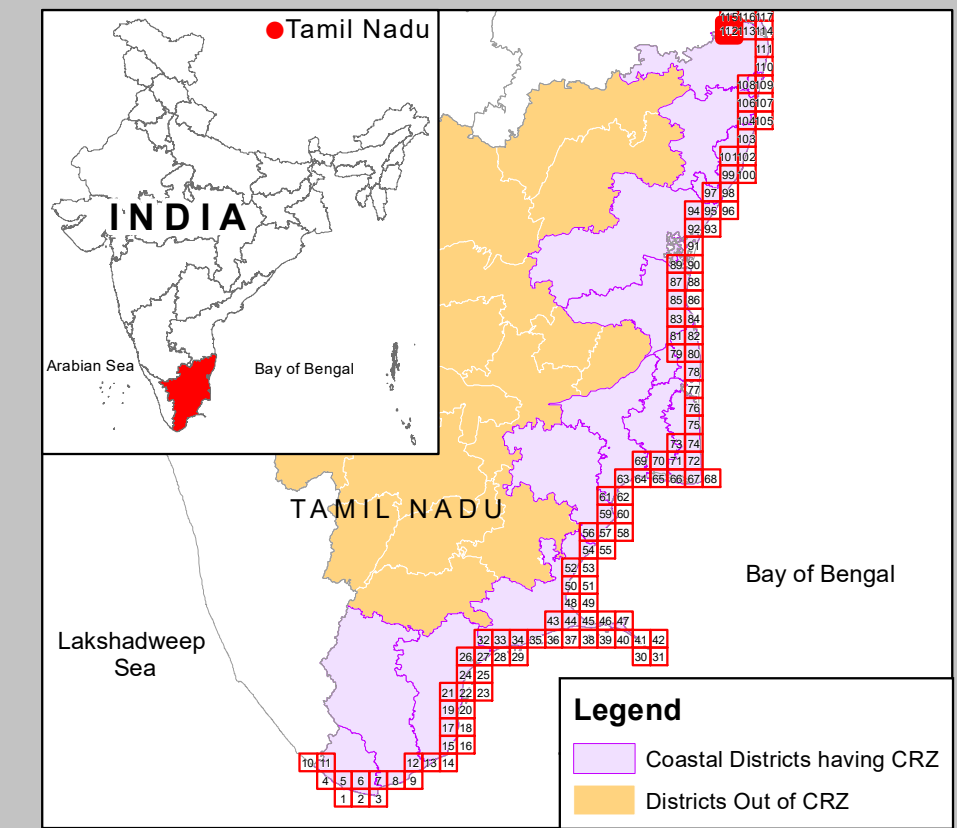 Tamil Nadu
INDIA
Arabian Sea
Bay of Bengal
115 116 117
112 113 114
111
110
108 109
106 107
104 105
103
101 102
99 100
97 98
94 95 96
92 93
91
89 90
87 88
85 86
83 84
81 82
79 80
78
77
76
75
73 74
69 70 71 72
63 64 65 66 67 68
61 62
59 60
56 57 58
54 55
52 53
50 51
48 49
43 44 45 46 47
32 33 34 35 36 37 38 39 40 41 42
26 27 28 29 30 31
24 25
21 22 23
19 20
17 18
15 16
10 11 12 13 14
4 5 6 7 8 9
1 2 3
TAMIL NADU
Bay of Bengal
Lakshadweep
Sea
Legend
Coastal Districts having CRZ
Districts Out of CRZ